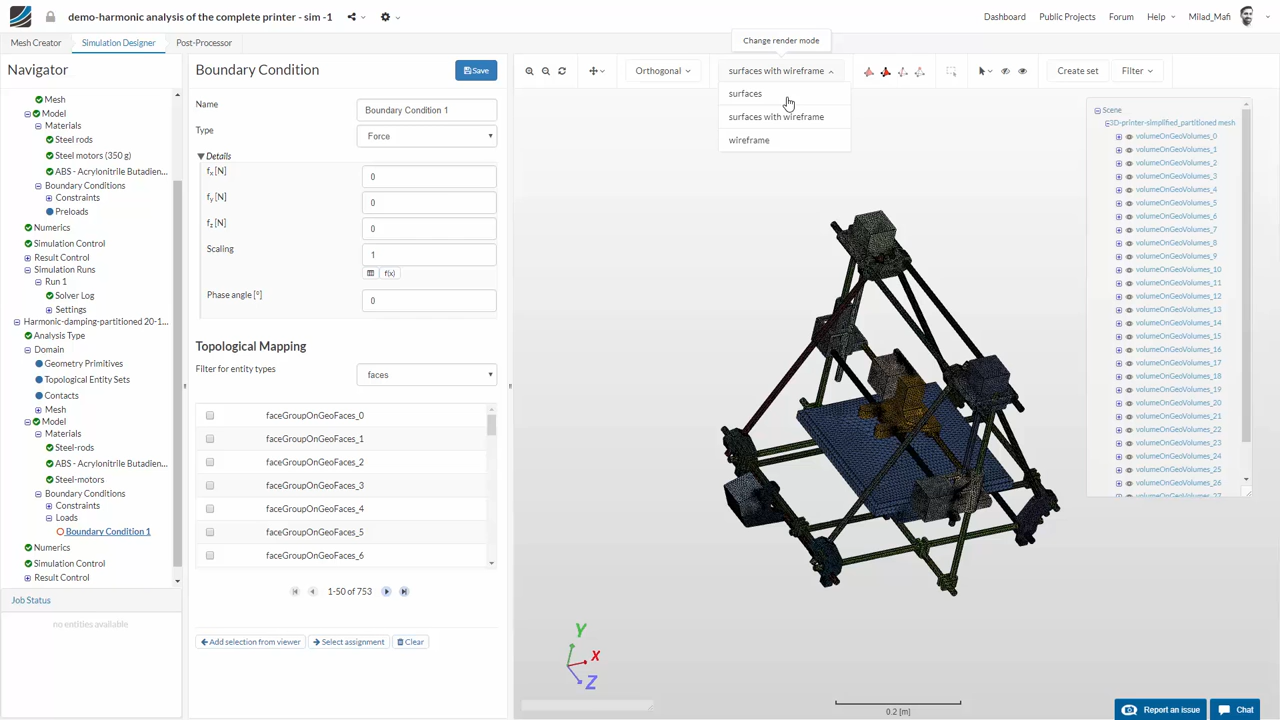 demo-harmonic analysis of the complete printer - sim -1
Dashboard
Public Projects
Forum
Help
Milad_Mafi
Mesh Creator
Simulation Designer
Post-Processor
Change render mode
Navigator
Mesh
Model
Materials
Steel rods
Steel motors (350 g)
ABS - Acrylonitrile Butadien...
Boundary Conditions
Constraints
Preloads
Numerics
Simulation Control
Result Control
Simulation Runs
Run 1
Solver Log
Settings
Harmonic-damping-partitioned 20-1...
Analysis Type
Domain
Geometry Primitives
Topological Entity Sets
Contacts
Mesh
Model
Materials
Steel-rods
ABS - Acrylonitrile Butadien...
Steel-motors
Boundary Conditions
Constraints
Loads
Boundary Condition 1
Numerics
Simulation Control
Result Control
Job Status
no entities available
Boundary Condition
Save
Name
Boundary Condition 1
Type
Force
Details
fx [N]
0
fy [N]
0
fz [N]
0
Scaling
1
f(x)
Phase angle [°]
0
Topological Mapping
Filter for entity types
faces
faceGroupOnGeoFaces_0
faceGroupOnGeoFaces_1
faceGroupOnGeoFaces_2
faceGroupOnGeoFaces_3
faceGroupOnGeoFaces_4
faceGroupOnGeoFaces_5
faceGroupOnGeoFaces_6
1-50 of 753
Add selection from viewer
Select assignment
Clear
Orthogonal
surfaces with wireframe
surfaces
surfaces with wireframe
wireframe
Create set
Filter
Scene
3D-printer-simplified_partitioned mesh
volumeOnGeoVolumes_0
volumeOnGeoVolumes_1
volumeOnGeoVolumes_2
volumeOnGeoVolumes_3
volumeOnGeoVolumes_4
volumeOnGeoVolumes_5
volumeOnGeoVolumes_6
volumeOnGeoVolumes_7
volumeOnGeoVolumes_8
volumeOnGeoVolumes_9
volumeOnGeoVolumes_10
volumeOnGeoVolumes_11
volumeOnGeoVolumes_12
volumeOnGeoVolumes_13
volumeOnGeoVolumes_14
volumeOnGeoVolumes_15
volumeOnGeoVolumes_16
volumeOnGeoVolumes_17
volumeOnGeoVolumes_18
volumeOnGeoVolumes_19
volumeOnGeoVolumes_20
volumeOnGeoVolumes_21
volumeOnGeoVolumes_22
volumeOnGeoVolumes_23
volumeOnGeoVolumes_24
volumeOnGeoVolumes_25
volumeOnGeoVolumes_26
Y
X
Z
0.2 [m]
Report an issue
Chat